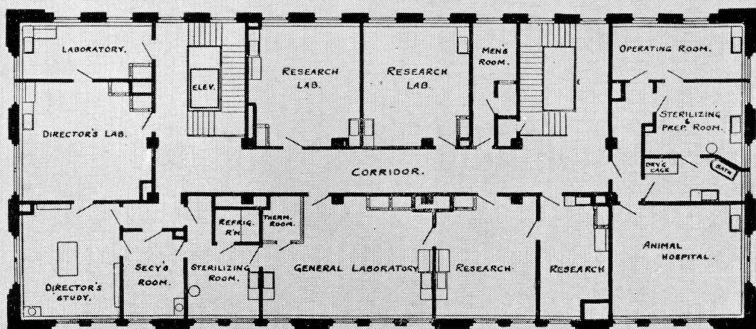 LABORATORY.
ELEV.
RESEARCH
LAB.
RESEARCH
LAB.
MEN'S
ROOM.
OPERATING ROOM.
DIRECTOR'S LAB.
STERILIZING
&
PREP. ROOM.
DRY'G
CAGE
BATH
CORRIDOR.
REFRIG.
R'M
THERM.
ROOM.
DIRECTOR'S
STUDY.
SECY'S
ROOM.
STERILIZING
ROOM.
GENERAL LABORATORY
RESEARCH
RESEARCH
ANIMAL
HOSPITAL.